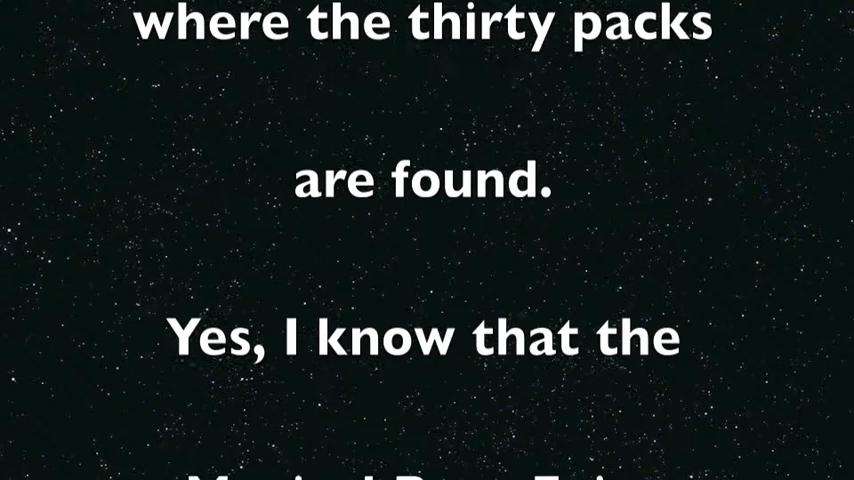 where the thirty packs
are found.
Yes, I know that the